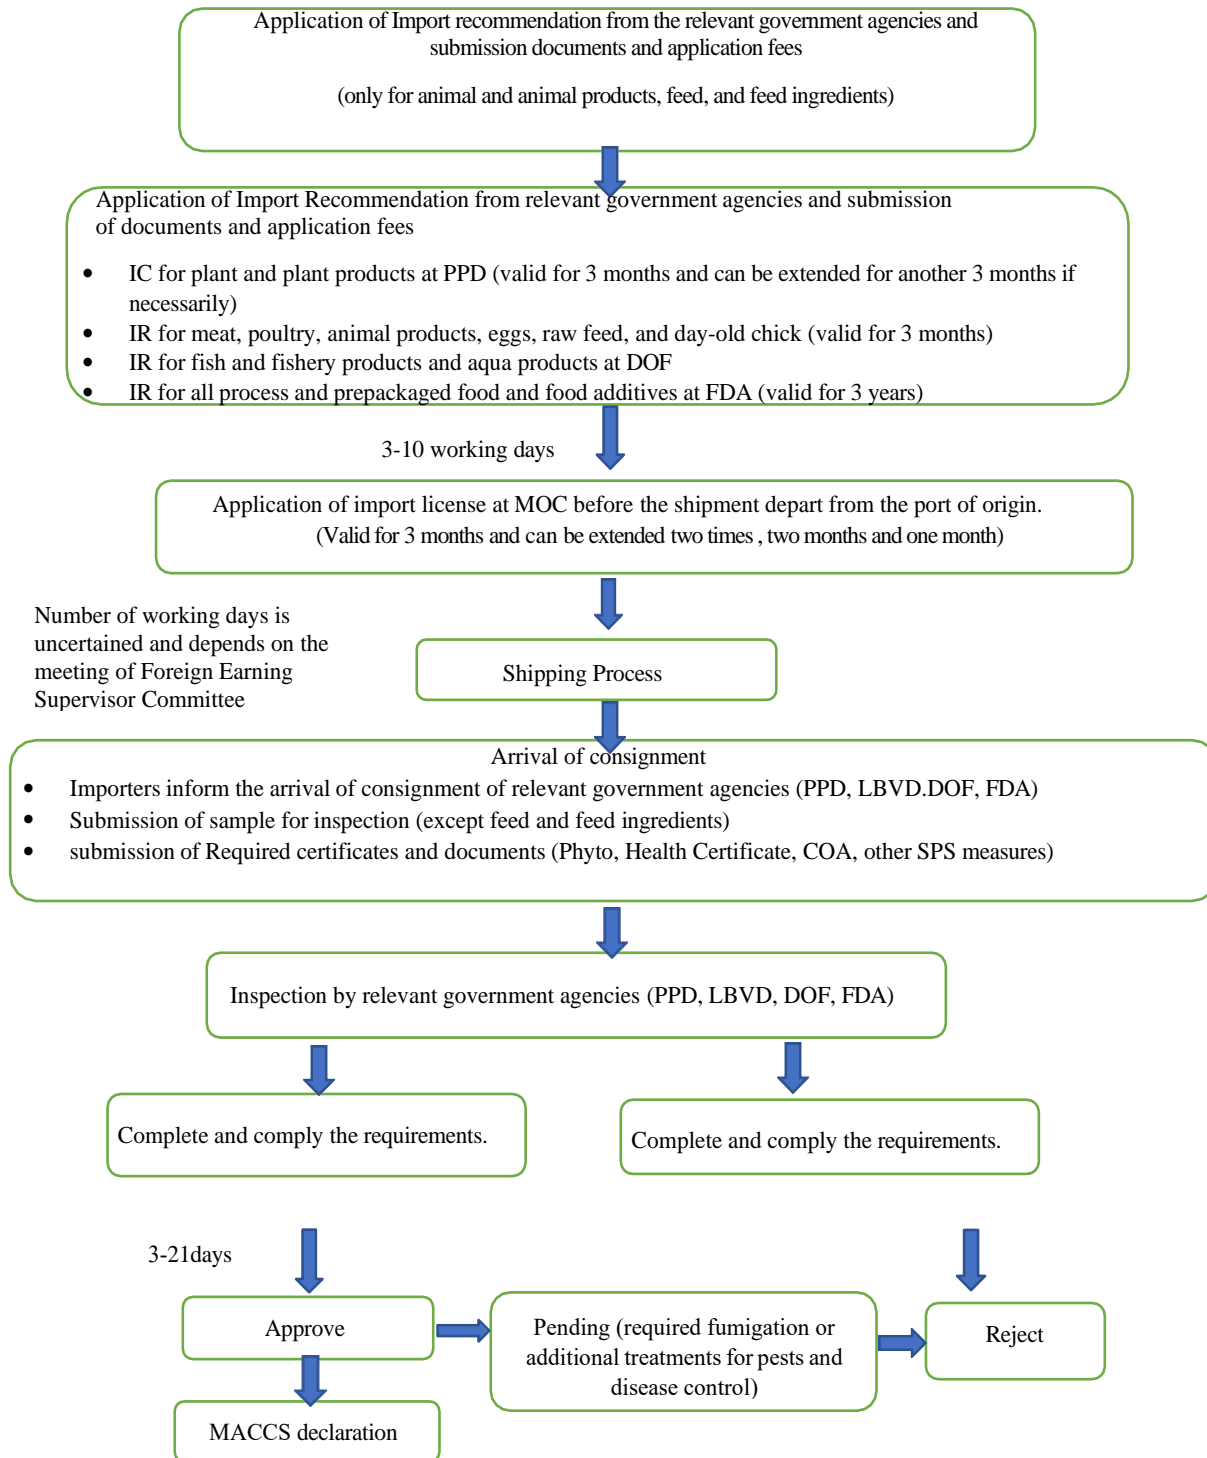 Application of Import recommendation from the relevant government agencies and
submission documents and application fees
(only for animal and animal products, feed, and feed ingredients)
Application of Import Recommendation from relevant government agencies and submission
of documents and application fees
• IC for plant and plant products at PPD (valid for 3 months and can be extended for another 3 months if
necessarily)
• IR for meat, poultry, animal products, eggs, raw feed, and day-old chick (valid for 3 months)
• IR for fish and fishery products and aqua products at DOF
• IR for all process and prepackaged food and food additives at FDA (valid for 3 years)
3-10 working days
Application of import license at MOC before the shipment depart from the port of origin.
(Valid for 3 months and can be extended two times , two months and one month)
Number of working days is
uncertained and depends on the
meeting of Foreign Earning
Supervisor Committee
Shipping Process
Arrival of consignment
• Importers inform the arrival of consignment of relevant government agencies (PPD, LBVD.DOF, FDA)
• Submission of sample for inspection (except feed and feed ingredients)
• submission of Required certificates and documents (Phyto, Health Certificate, COA, other SPS measures)
Inspection by relevant government agencies (PPD, LBVD, DOF, FDA)
Complete and comply the requirements.
Complete and comply the requirements.
3-21days
Approve
Pending (required fumigation or
additional treatments for pests and
disease control)
Reject
MACCS declaration